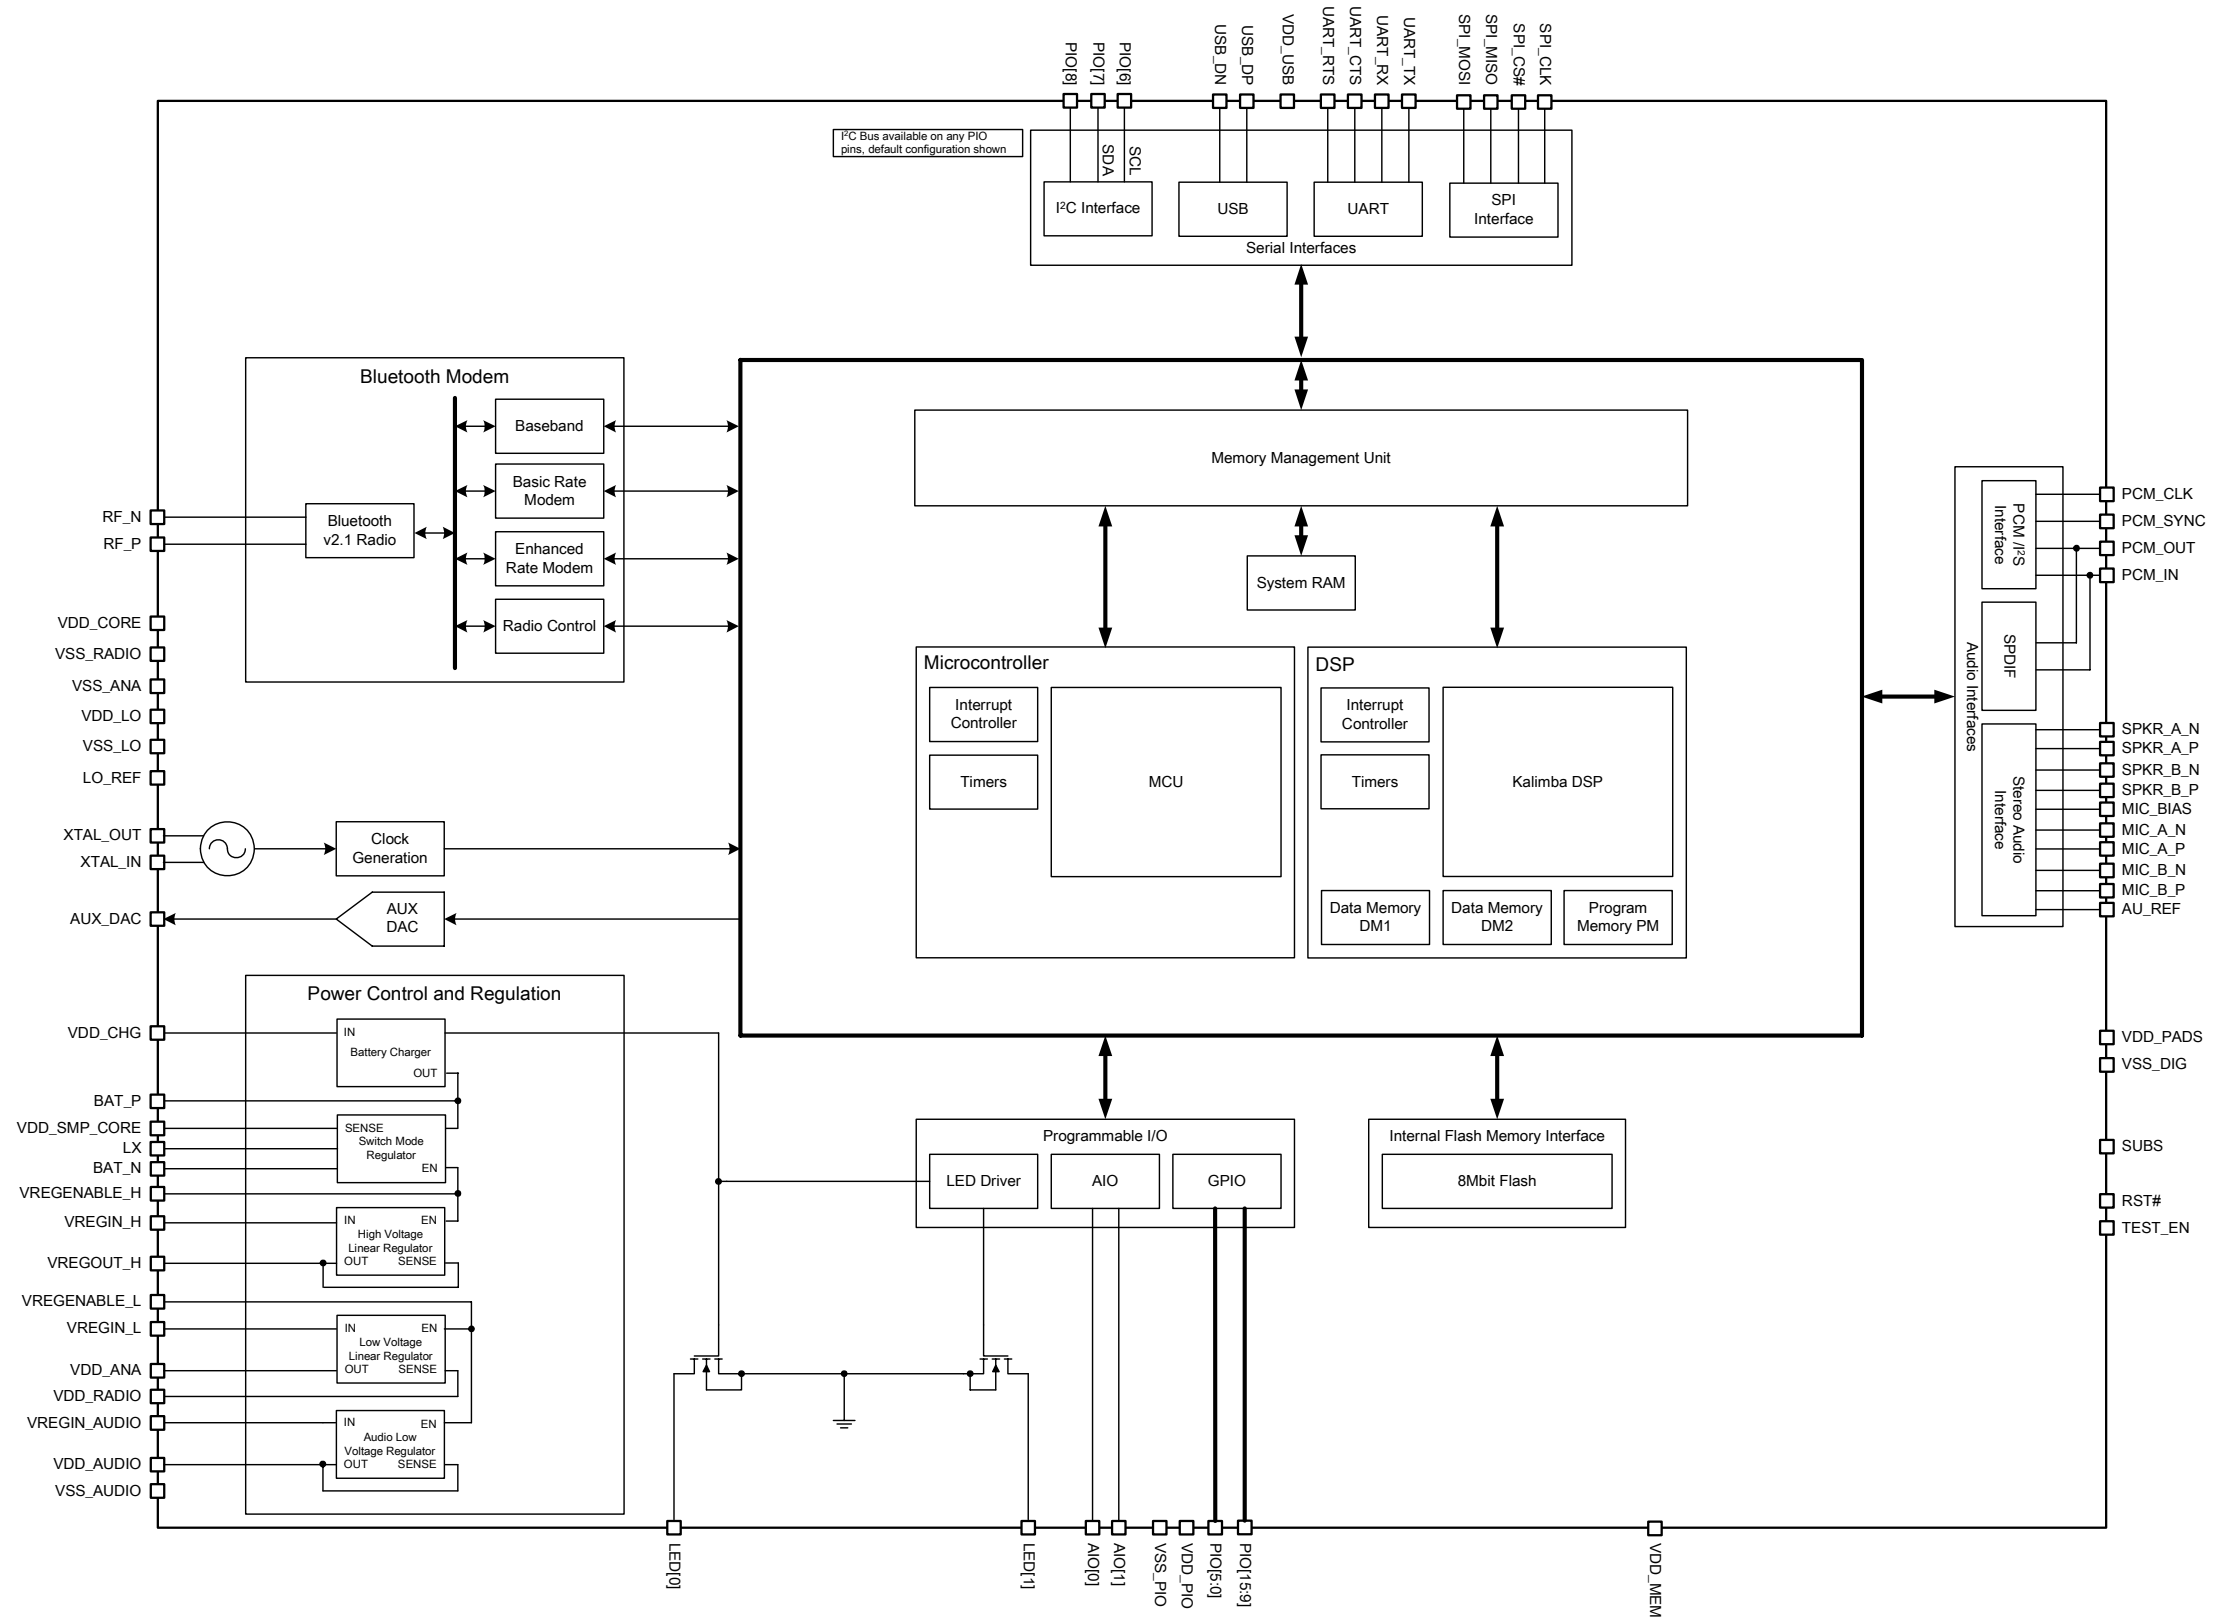 PIO[8]
PIO[7]
PIO[6]
USB_DN
USB_DP
VDD_USB
UART_RTS
UART_CTS
UART_RX
UART_TX
SPI_MOSI
SPI_MISO
SPI_CS#
SPI_CLK
I²C Bus available on any PIO
pins, default configuration shown
SDA
SCL
I²C Interface
USB
UART
SPI
Interface
Serial Interfaces
Bluetooth Modem
Baseband
Basic Rate
Modem
Bluetooth
v2.1 Radio
Enhanced
Rate Modem
Radio Control
RF_N
RF_P
VDD_CORE
VSS_RADIO
VSS_ANA
VDD_LO
VSS_LO
LO_REF
XTAL_OUT
XTAL_IN
Clock
Generation
AUX_DAC
AUX
DAC
Memory Management Unit
System RAM
Microcontroller
Interrupt
Controller
Timers
MCU
DSP
Interrupt
Controller
Timers
Kalimba DSP
Data Memory
DM1
Data Memory
DM2
Program
Memory PM
PCM /I²S
Interface
SPDIF
Stereo Audio
Interface
Audio Interfaces
PCM_CLK
PCM_SYNC
PCM_OUT
PCM_IN
SPKR_A_N
SPKR_A_P
SPKR_B_N
SPKR_B_P
MIC_BIAS
MIC_A_N
MIC_A_P
MIC_B_N
MIC_B_P
AU_REF
VDD_PADS
VSS_DIG
SUBS
RST#
TEST_EN
Power Control and Regulation
VDD_CHG
BAT_P
VDD_SMP_CORE
LX
BAT_N
VREGENABLE_H
VREGIN_H
VREGOUT_H
VREGENABLE_L
VREGIN_L
VDD_ANA
VDD_RADIO
VREGIN_AUDIO
VDD_AUDIO
VSS_AUDIO
IN
Battery Charger
OUT
SENSE
Switch Mode
Regulator
EN
IN EN
High Voltage
Linear Regulator
OUT SENSE
IN EN
Low Voltage
Linear Regulator
OUT SENSE
IN EN
Audio Low
Voltage Regulator
OUT SENSE
Programmable I/O
LED Driver
AIO
GPIO
Internal Flash Memory Interface
8Mbit Flash
LED[0]
LED[1]
AIO[0]
AIO[1]
VSS_PIO
VDD_PIO
PIO[5:0]
PIO[15:9]
VDD_MEM